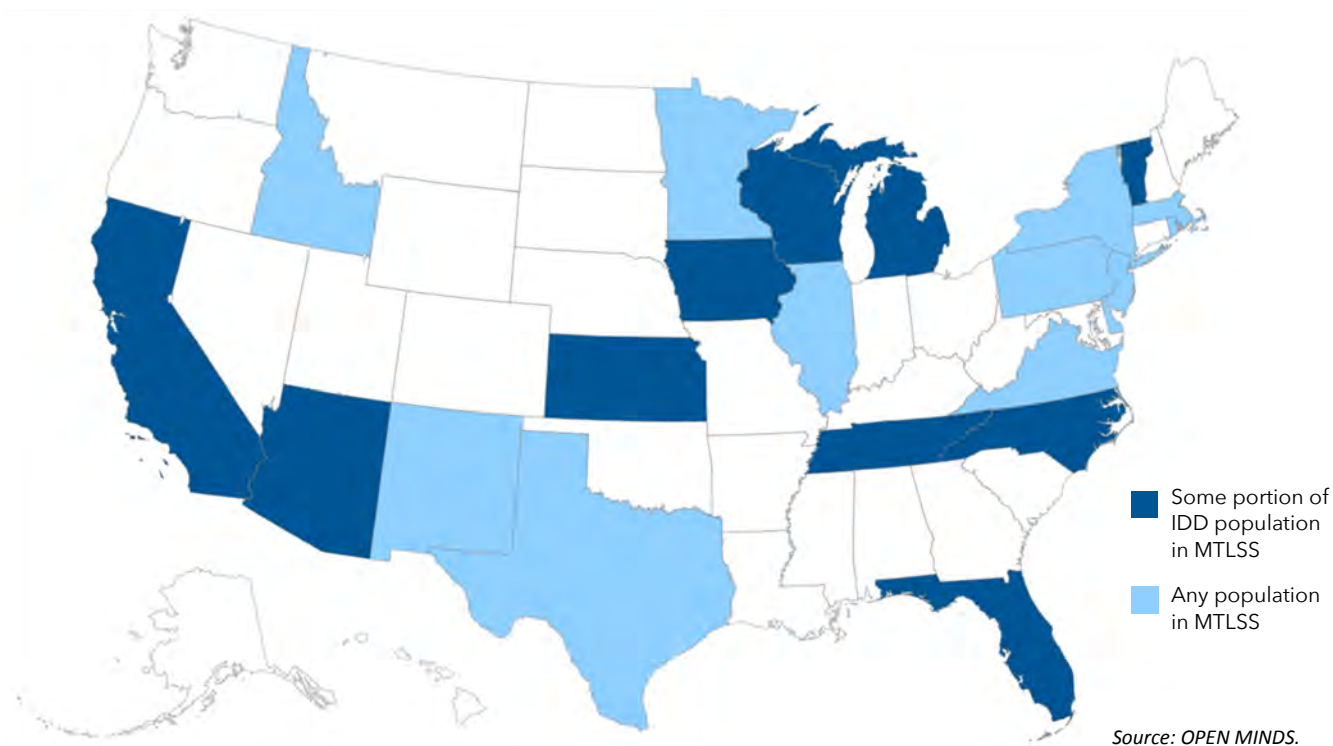 Some portion of
IDD population
in MTLSS
Any population
in MTLSS
Source: OPEN MINDS.